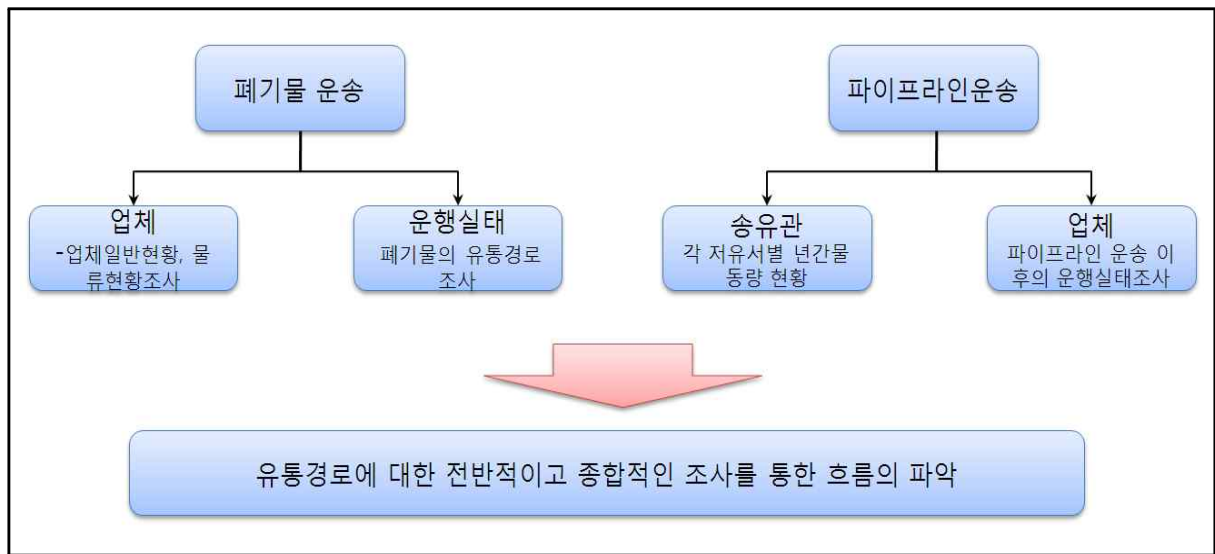 폐기물 운송
파이프라인운송
업체
-업체일반현황, 물
류현황조사
운행실태
폐기물의 유통경로
조사
송유관
각 저유서별 년간물
동량 현황
업체
파이프라인 운송 이
후의 운행실태조사
유통경로에 대한 전반적이고 종합적인 조사를 통한 흐름의 파악